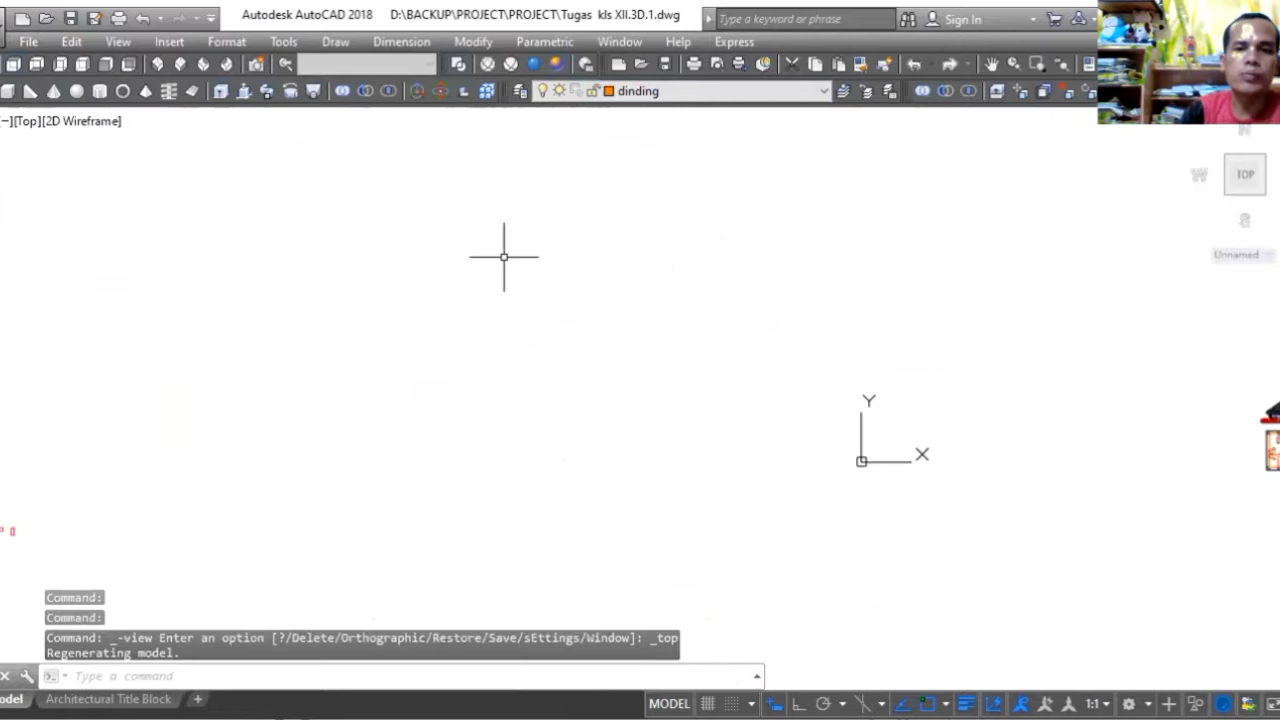 Autodesk AutoCAD 2018 D:\BACKUP\PROJECT\PROJECT\Tugas kls XII.3D.1.dwg Type a keyword or phrase Sign In
File Edit View Insert Format Tools Draw Dimension Modify Parametric Window Help Express
dinding
[Top][2D Wireframe]
N
W TOP
S
Unnamed
Y
X
Command:
Command:
Command: _-view Enter an option [?/Delete/Orthographic/Restore/Save/sEttings/Window]: _top
Regenerating model.
Type a command
odel Architectural Title Block +
MODEL 1:1